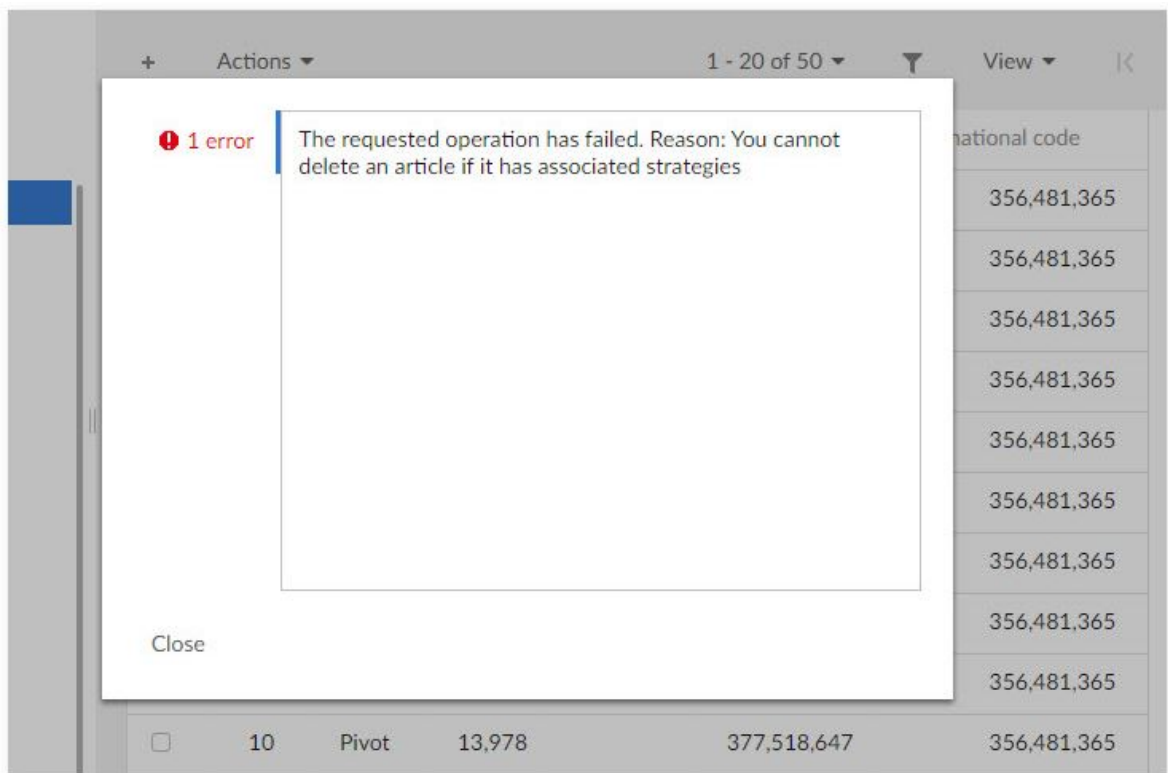 + Actions 1 - 20 of 50 View
1 error
The requested operation has failed. Reason: You cannot
delete an article if it has associated strategies
national code
356,481,365
356,481,365
356,481,365
356,481,365
356,481,365
356,481,365
356,481,365
356,481,365
356,481,365
Close
10 Pivot 13,978 377,518,647 356,481,365